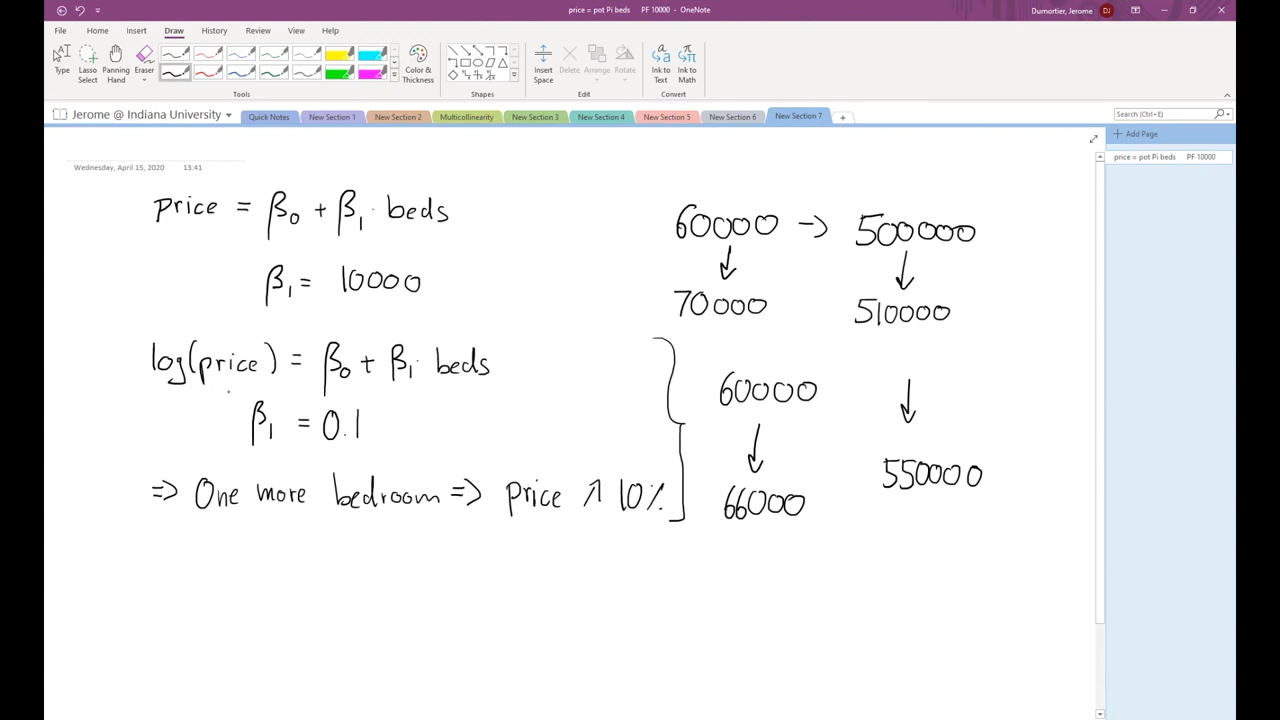 price = pot Pi beds PF 10000 - OneNote
Dumortier, Jerome DJ
File Home Insert Draw History Review View Help
Type Lasso Select Panning Hand Eraser Color & Thickness Insert Space Delete Arrange Rotate Ink to Text Ink to Math
Tools Shapes Edit Convert
Jerome @ Indiana University Quick Notes New Section 1 New Section 2 Multicollinearity New Section 3 New Section 4 New Section 5 New Section 6 New Section 7 Search (Ctrl+E)
Add Page
price = pot Pi beds PF 10000
Wednesday, April 15, 2020 13:41
Price = β0 + β1 · beds
β1 = 10000
log(price) = β0 + β1 · beds
β1 = 0.1
=> One more bedroom => price ↗ 10%
60000 → 500000
↓ ↓
70000 510000
60000 ↓
↓ 550000
66000